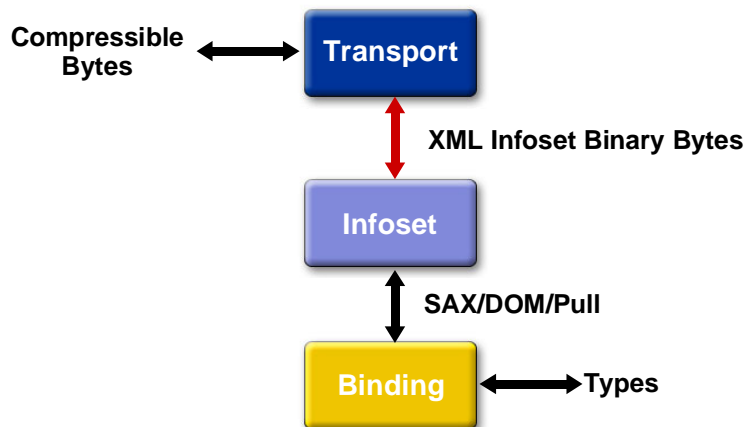 Compressible
Bytes
Transport
XML Infoset Binary Bytes
Infoset
SAX/DOM/Pull
Binding
Types